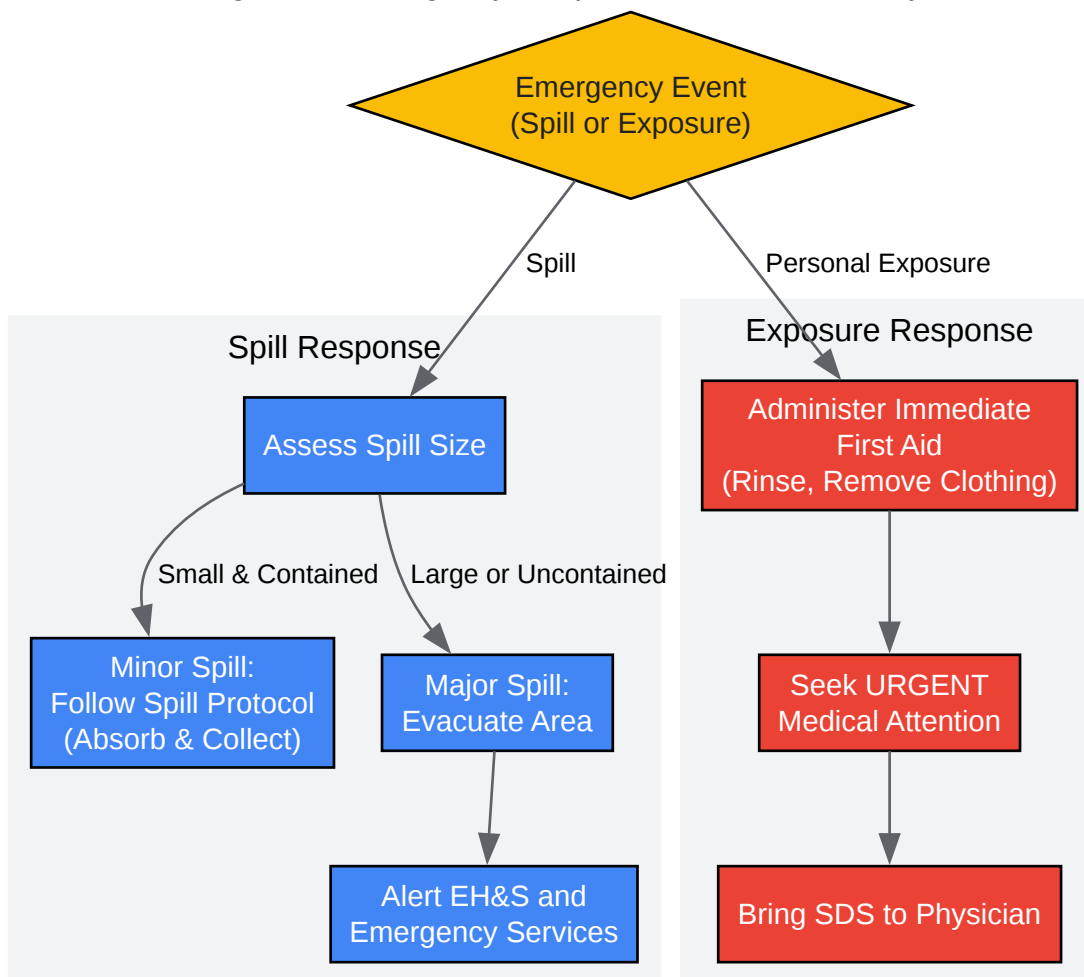 Emergency Event
(Spill or Exposure)
Spill
Personal Exposure
Spill Response
Exposure Response
Assess Spill Size
Administer Immediate
First Aid
(Rinse, Remove Clothing)
Small & Contained
Large or Uncontained
Minor Spill:
Follow Spill Protocol
(Absorb & Collect)
Major Spill:
Evacuate Area
Seek URGENT
Medical Attention
Alert EH&S and
Emergency Services
Bring SDS to Physician